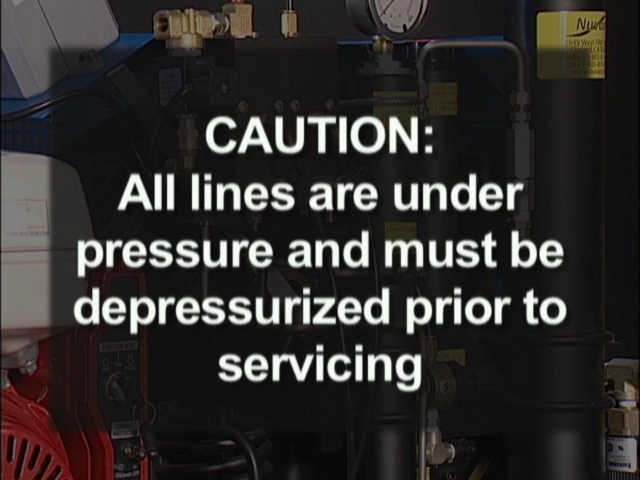 CAUTION:
All lines are under
pressure and must be
depressurized prior to
servicing